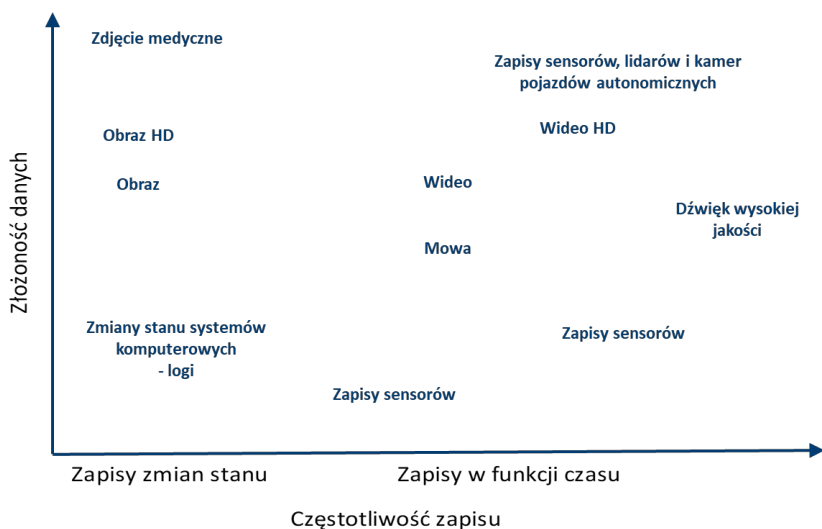 Zdjęcie medyczne
Zapisy sensorów, lidarów i kamer
pojazdów autonomicznych
Obraz HD
Wideo HD
Obraz
Wideo
Dźwięk wysokiej
jakości
Mowa
Złożoność danych
Zmiany stanu systemów
komputerowych
- logi
Zapisy sensorów
Zapisy sensorów
Zapisy zmian stanu
Zapisy w funkcji czasu
Częstotliwość zapisu